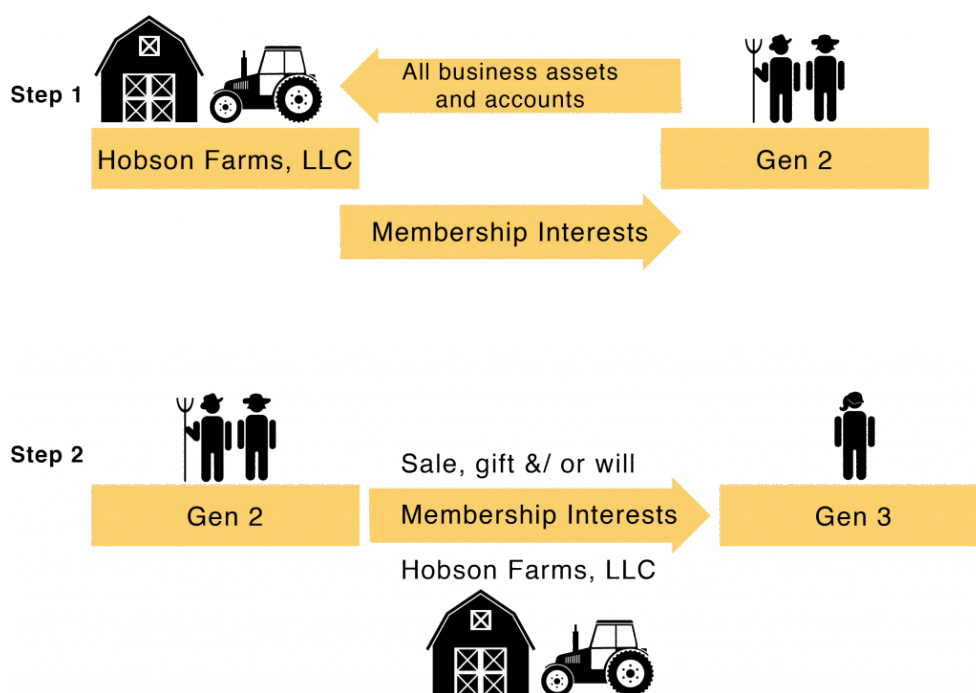 Step 1
All business assets
and accounts
Hobson Farms, LLC
Gen 2
Membership Interests
Step 2
Sale, gift &/ or will
Gen 2
Membership Interests
Gen 3
Hobson Farms, LLC